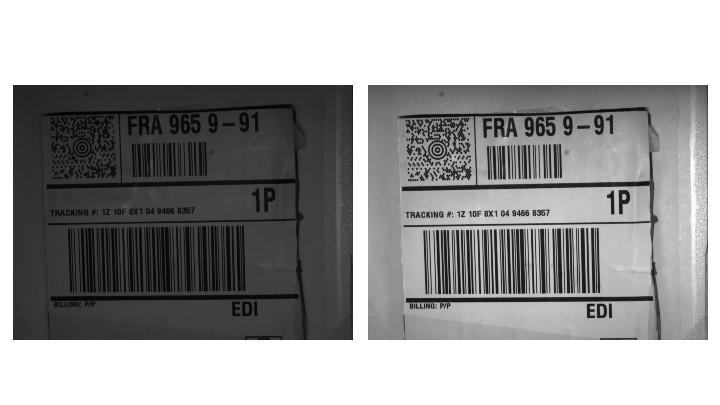 FRA 965 9-91
1P
TRACKING #: 1Z 10F 8X1 04 9466 8357
BILLING: P/P
EDI
FRA 965 9-91
1P
TRACKING #: 1Z 10F 8X1 04 9466 8357
BILLING: P/P
EDI